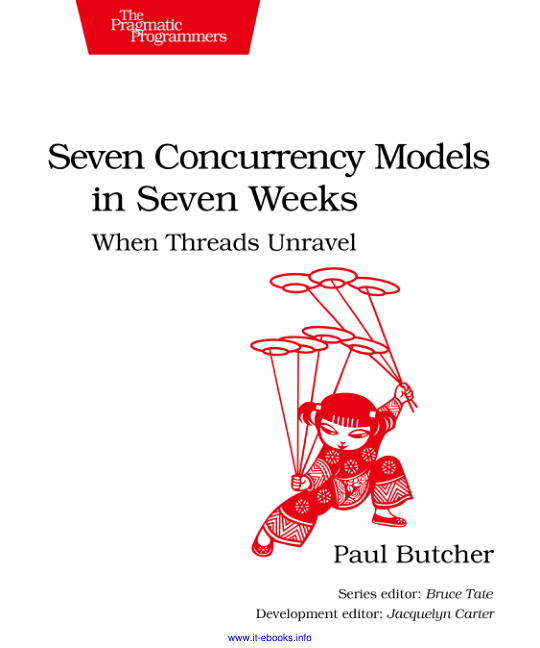 The
Pragmatic
Programmers
Seven Concurrency Models
in Seven Weeks
When Threads Unravel
Paul Butcher
Series editor: Bruce Tate
Development editor: Jacquelyn Carter
www.it-ebooks.info